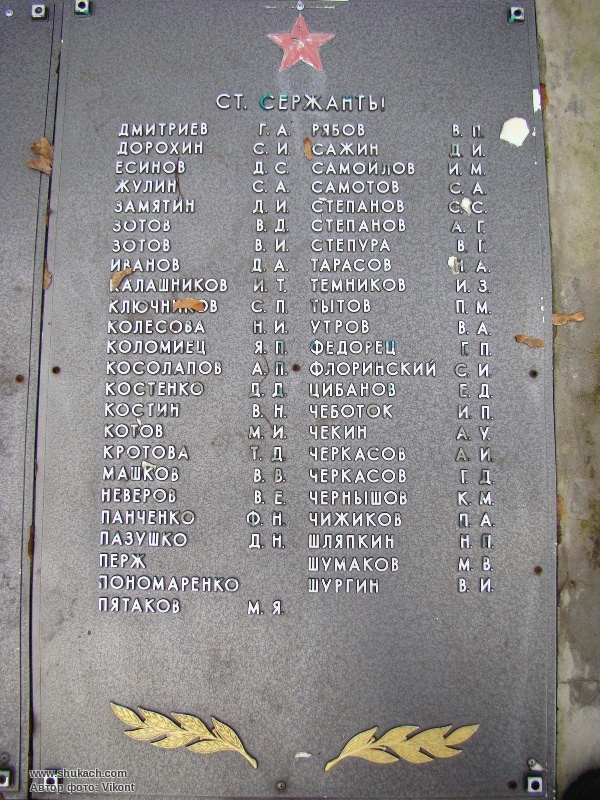 СТ. СЕРЖАНТЫ
ДМИТРИЕВ Г. А.
ДОРОХИН С. И.
ЕСИНОВ Д. С.
ЖУЛИН С. А.
ЗАМЯТИН Д. И.
ЗОТОВ В. Д.
ЗОТОВ В. И.
ИВАНОВ Д. А.
КАЛАШНИКОВ И. Т.
КЛЮЧНИКОВ С. П.
КОЛЕСОВА Н. И.
КОЛОМИЕЦ Я. П.
КОСОЛАПОВ А. П.
КОСТЕНКО Д. Д.
КОСТИН В. Н.
КОТОВ М. И.
КРОТОВА Т. Д
МАШКОВ В. В.
НЕВЕРОВ В. Е.
ПАНЧЕНКО Ф. Н.
ПАЗУШКО Д. Н.
ПЕРЖ
ПОНОМАРЕНКО
ПЯТАКОВ М. Я.
РЯБОВ В. П.
САЖИН Д. И.
САМОЙЛОВ И. М.
САМОТОВ С. А.
СТЕПАНОВ С. С.
СТЕПАНОВ А. Г.
СТЕПУРА В. Г.
ТАРАСОВ А.
ТЕМНИКОВ И. З.
ТЫТОВ П. М.
УТРОВ В. А.
ФЕДОРЕЦ Г. П.
ФЛОРИНСКИЙ С. И.
ЦИБАНОВ Е. Д.
ЧЕБОТОК И. П.
ЧЕКИН А. У.
ЧЕРКАСОВ А. И.
ЧЕРКАСОВ Г. Д.
ЧЕРНЫШОВ К. М.
ЧИЖИКОВ П. А.
ШЛЯПКИН Н. П.
ШУМАКОВ М. В.
ШУРГИН В. И.
www.shukach.com
Автор фото: Vikont